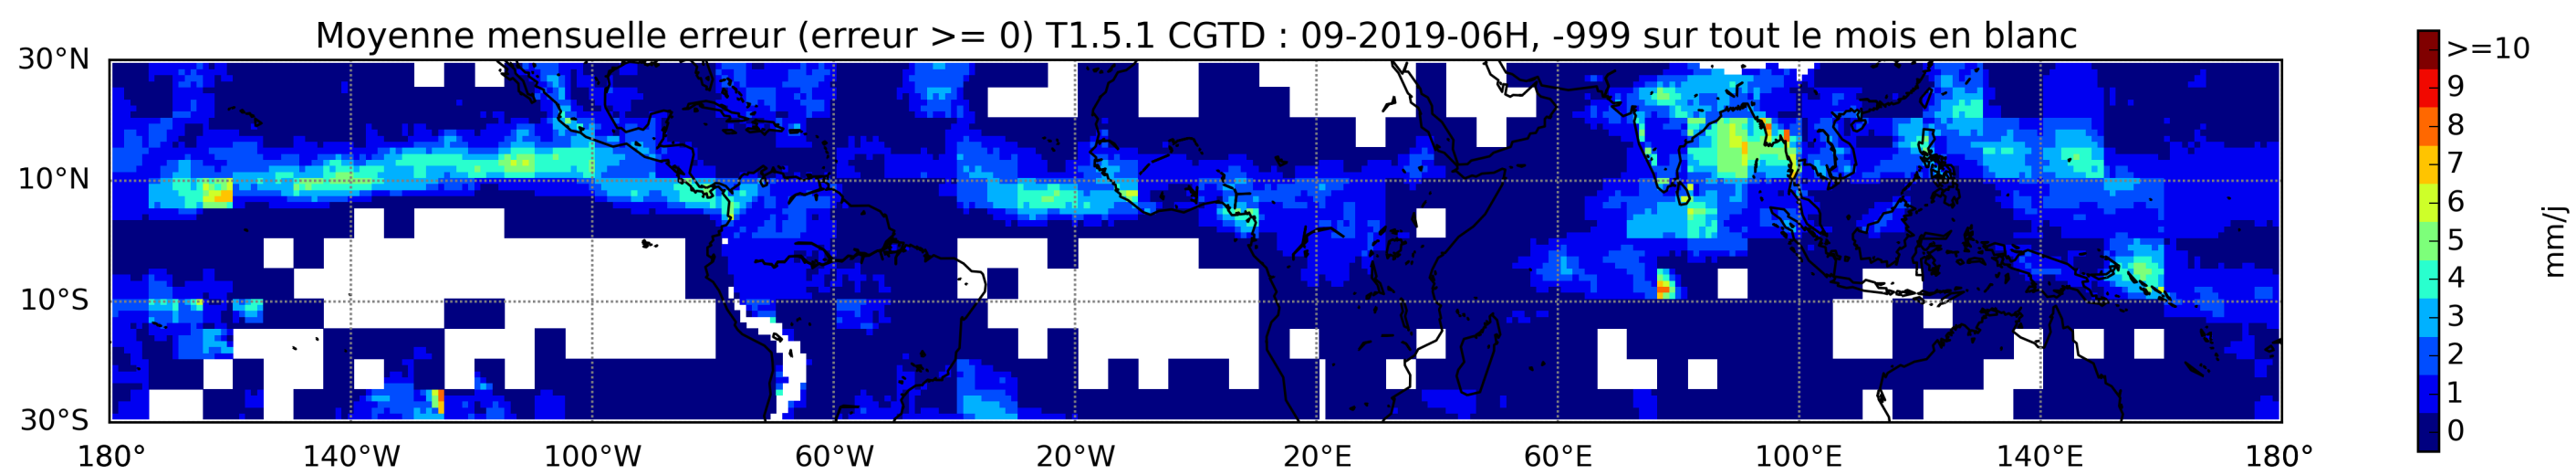 Moyenne mensuelle erreur (erreur >= 0) T1.5.1 CGTD : 09-2019-06H, -999 sur tout le mois en blanc
30°N
10°N
10°S
30°S
180° 140°W 100°W 60°W 20°W 20°E 60°E 100°E 140°E 180°
>=10
9
8
7
6
5
4
3
2
1
0
mm/j